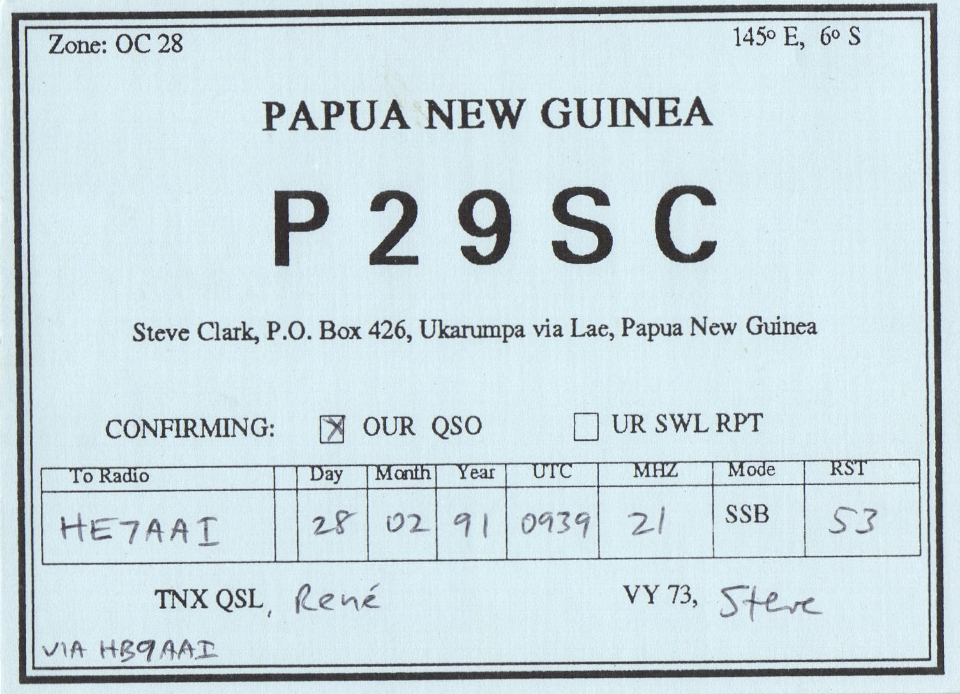 Zone: OC 28 145º E, 6º S
PAPUA NEW GUINEA
P29SC
Steve Clark, P.O. Box 426, Ukarumpa via Lae, Papua New Guinea
CONFIRMING: ☒ OUR QSO ☐ UR SWL RPT
To Radio Day Month Year UTC MHZ Mode RST
HE7AAI 28 02 91 0939 21 SSB 53
TNX QSL, René VY 73, Steve
VIA HB9AAI